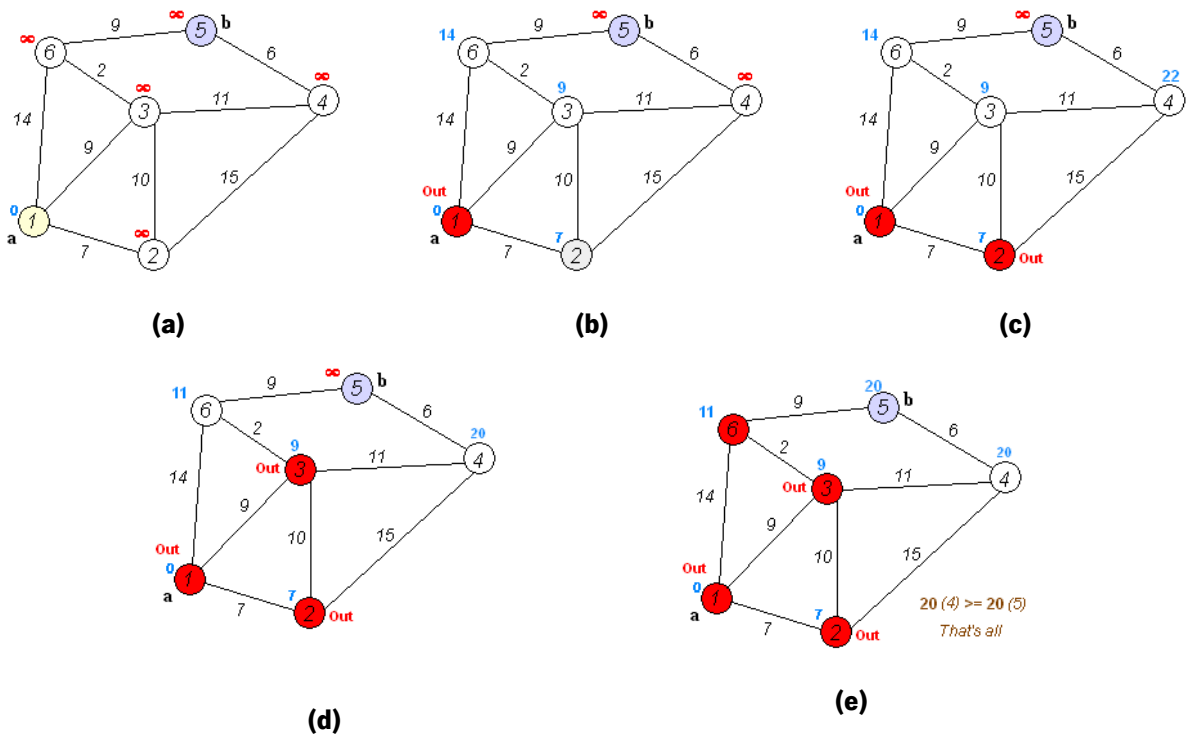 9 5 b
∞
∞ 6
6
2 ∞ ∞
3 11 4
14
9
10 15
0 1
a ∞
7 2
(a)
9 ∞ 5 b
14 6
6
2 9 ∞
3 11 4
14
9
10 15
Out
0 1
a 7
7 2
(b)
9 ∞ 5 b
14 6
6
2 9 22
3 11 4
14
9
10 15
Out
0 1
a 7
7 2 Out
(c)
9 ∞ 5 b
11 6
6
2 9 20
Out 3 11 4
14
9
10 15
Out
0 1
a 7
7 2 Out
(d)
20
9 5 b
11 6
6
2 9 20
Out 3 11 4
14
9
10 15
Out
0 1
a 7
7 2 Out
20 (4) >= 20 (5)
That's all
(e)